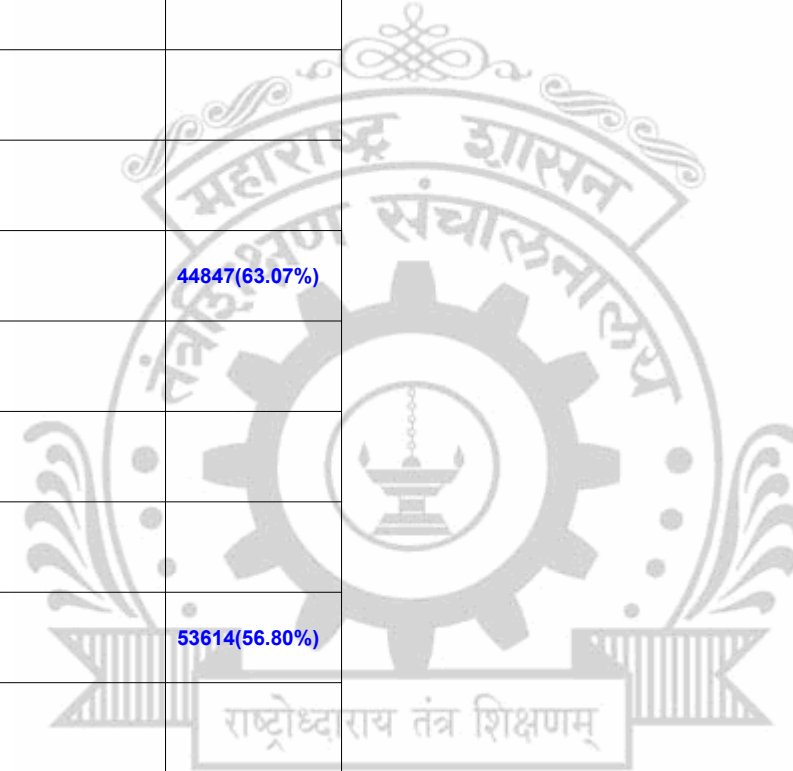 महाराष्ट्र शासन
तंत्रशिक्षण संचालनालय
44847(63.07%)
53614(56.80%)
राष्ट्रोध्दाराय तंत्र शिक्षणम्